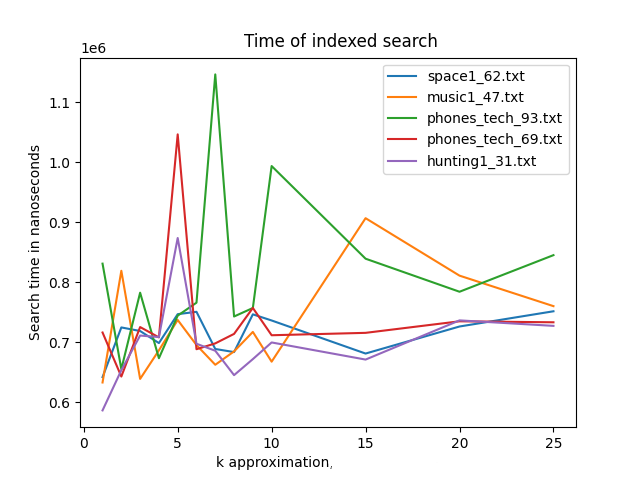 Time of indexed search
1e6
space1_62.txt
music1_47.txt
phones_tech_93.txt
phones_tech_69.txt
hunting1_31.txt
Search time in nanoseconds
1.1
1.0
0.9
0.8
0.7
0.6
0 5 10 15 20 25
k approximation,